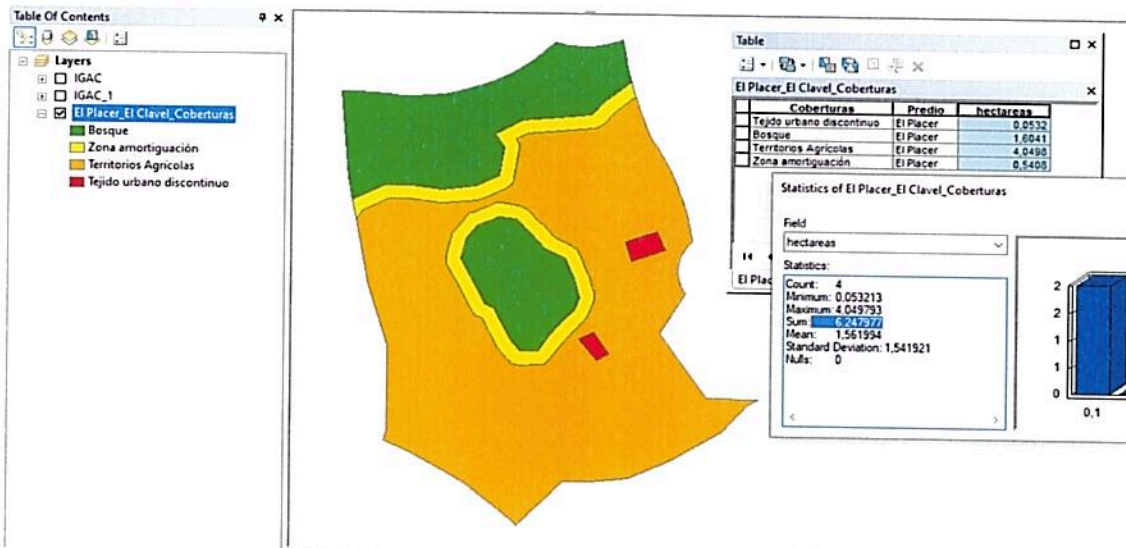 Table Of Contents
Layers
IGAC
IGAC_1
El Placer_El Clavel_Coberturas
Bosque
Zona amortiguación
Territorios Agrícolas
Tejido urbano discontinuo
Table
El Placer_El Clavel_Coberturas
Coberturas Predio hectareas
Tejido urbano discontinuo El Placer 0,0532
Bosque El Placer 1,6041
Territorios Agrícolas El Placer 4,0498
Zona amortiguación El Placer 0,5408
El Plac
Statistics of El Placer_El Clavel_Coberturas
Field
hectareas
Statistics:
Count: 4
Minimum: 0,053213
Maximum: 4,049793
Sum: 6,247977
Mean: 1,561994
Standard Deviation: 1,541921
Nulls: 0
2
2
1
1
0
0,1